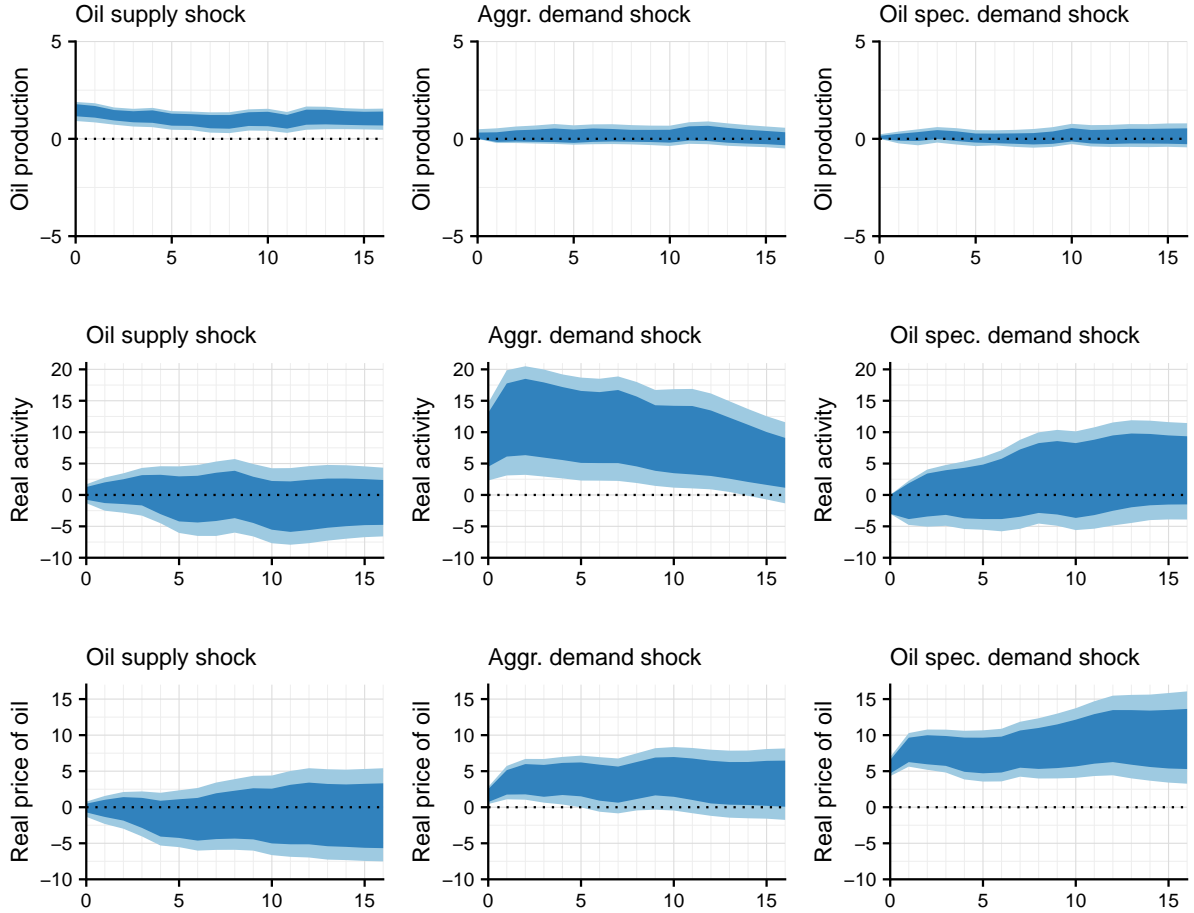 Oil supply shock
Aggr. demand shock
Oil spec. demand shock
Oil production
5
0
−5
0 5 10 15
Oil production
5
0
−5
0 5 10 15
Oil production
5
0
−5
0 5 10 15
Oil supply shock
Aggr. demand shock
Oil spec. demand shock
Real activity
20
15
10
5
0
−5
−10
0 5 10 15
Real activity
20
15
10
5
0
−5
−10
0 5 10 15
Real activity
20
15
10
5
0
−5
−10
0 5 10 15
Oil supply shock
Aggr. demand shock
Oil spec. demand shock
Real price of oil
15
10
5
0
−5
−10
0 5 10 15
Real price of oil
15
10
5
0
−5
−10
0 5 10 15
Real price of oil
15
10
5
0
−5
−10
0 5 10 15